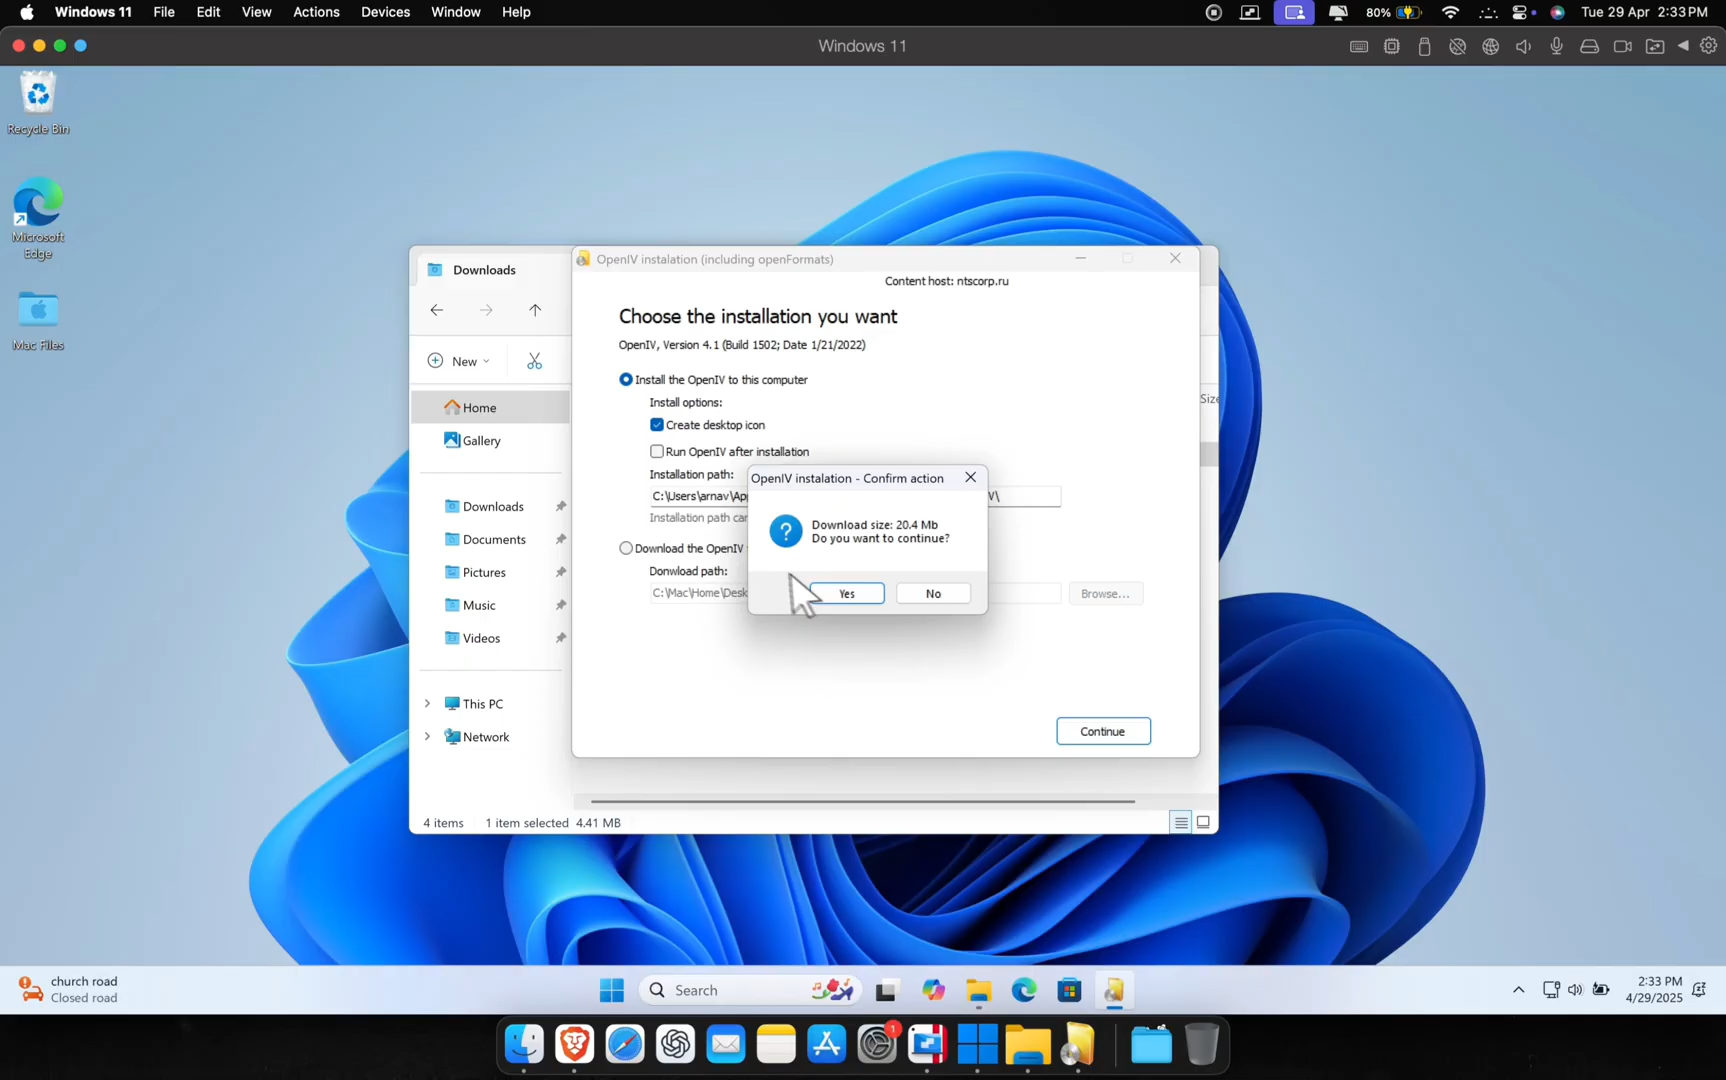 Windows 11
File
Edit
View
Actions
Devices
Window
Help
80%
Tue 29 Apr 2:33 PM
Windows 11
Recycle Bin
Microsoft
Edge
Mac Files
Downloads
New
Home
Gallery
Downloads
Documents
Pictures
Music
Videos
This PC
Network
4 items
1 item selected 4.41 MB
Size
OpenIV instalation (including openFormats)
Content host: ntscorp.ru
Choose the installation you want
OpenIV, Version 4.1 (Build 1502; Date 1/21/2022)
Install the OpenIV to this computer
Install options:
Create desktop icon
Run OpenIV after installation
Installation path:
C:\Users\arnav\App
V\
Installation path can
Download the OpenIV
Donwload path:
C:\Mac\Home\Desk
Browse...
Continue
OpenIV instalation - Confirm action
Download size: 20.4 Mb
Do you want to continue?
Yes
No
church road
Closed road
Search
2:33 PM
4/29/2025
1